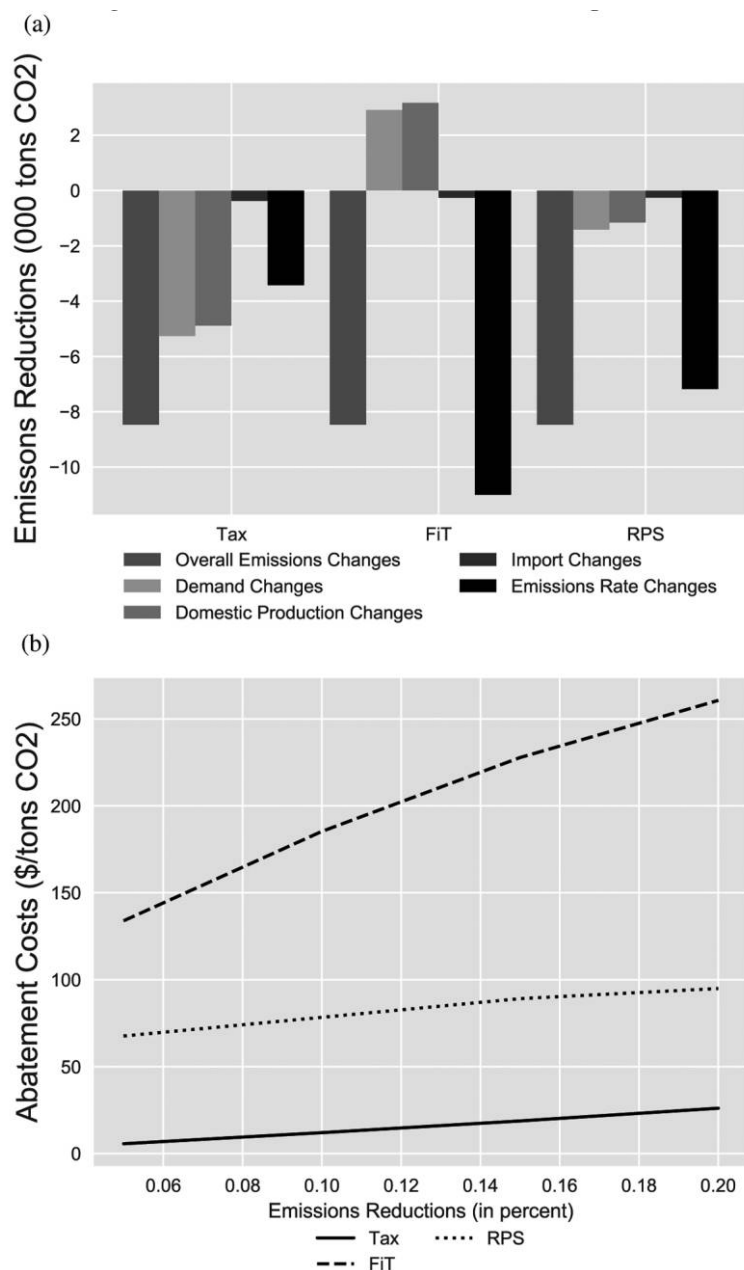 (a)
Emissons Reductions (000 tons CO2)
2
0
−2
−4
−6
−8
−10
Tax FiT RPS
Overall Emissions Changes Import Changes
Demand Changes Emissions Rate Changes
Domestic Production Changes
(b)
Abatement Costs ($/tons CO2)
250
200
150
100
50
0
0.06 0.08 0.10 0.12 0.14 0.16 0.18 0.20
Emissions Reductions (in percent)
Tax RPS
FiT